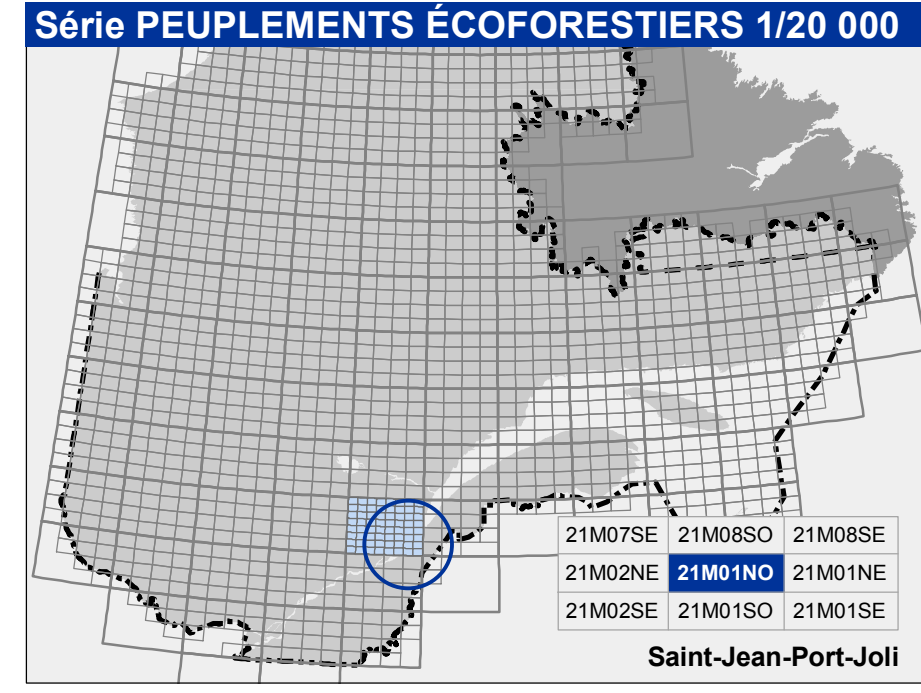 Série PEUPLEMENTS ÉCOFORESTIERS 1/20 000
21M07SE 21M08SO 21M08SE
21M02NE 21M01NO 21M01NE
21M02SE 21M01SO 21M01SE
Saint-Jean-Port-Joli